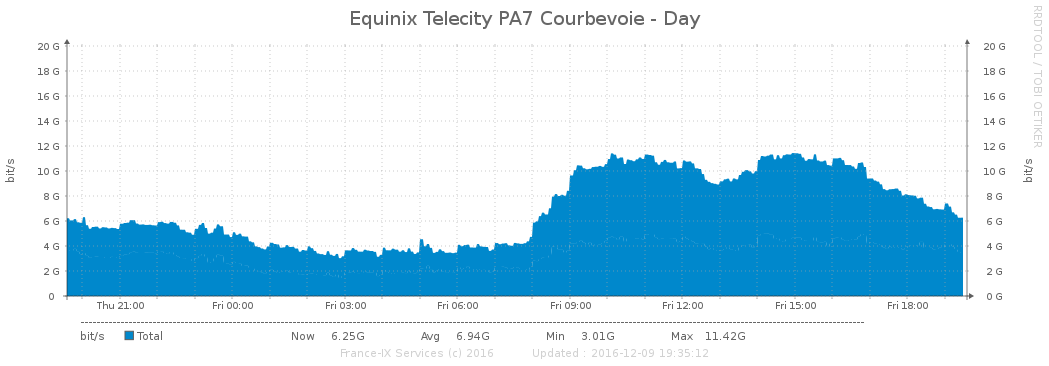 Equinix Telecity PA7 Courbevoie - Day
RRDTOOL / TOBI OETIKER
20 G 20 G
18 G 18 G
16 G 16 G
14 G 14 G
12 G 12 G
10 G 10 G
8 G 8 G
6 G 6 G
4 G 4 G
2 G 2 G
0 0 G
bit/s
bit/s
Thu 21:00 Fri 00:00 Fri 03:00 Fri 06:00 Fri 09:00 Fri 12:00 Fri 15:00 Fri 18:00
bit/s Total Now 6.25G Avg 6.94G Min 3.01G Max 11.42G
France-IX Services (c) 2016 Updated : 2016-12-09 19:35:12